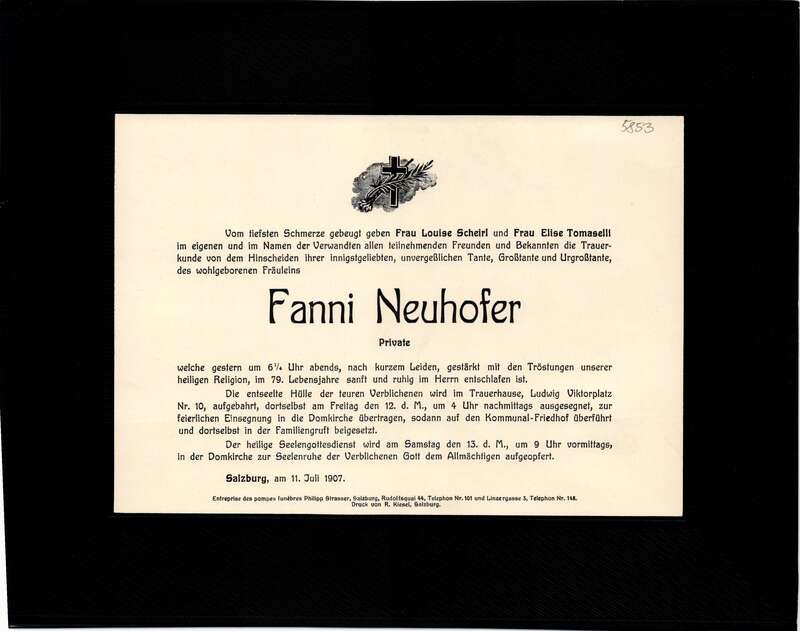 5853
Vom tiefsten Schmerze gebeugt geben Frau Louise Scheirl und Frau Elise Tomaselli
im eigenen und im Namen der Verwandten allen teilnehmenden Freunden und Bekannten die Trauer-
kunde von dem Hinscheiden ihrer innigstgeliebten, unvergeßlichen Tante, Großtante und Urgroßtante,
des wohlgeborenen Fräuleins
Fanni Neuhofer
Private
welche gestern um 6¼ Uhr abends, nach kurzem Leiden, gestärkt mit den Tröstungen unserer
heiligen Religion, im 79. Lebensjahre sanft und ruhig im Herrn entschlafen ist.
Die entseelte Hülle der teuren Verblichenen wird im Trauerhause, Ludwig Viktorplatz
Nr. 10, aufgebahrt, dortselbst am Freitag den 12. d. M., um 4 Uhr nachmittags ausgesegnet, zur
feierlichen Einsegnung in die Domkirche übertragen, sodann auf den Kommunal-Friedhof überführt
und dortselbst in der Familiengruft beigesetzt.
Der heilige Seelengottesdienst wird am Samstag den 13. d. M., um 9 Uhr vormittags,
in der Domkirche zur Seelenruhe der Verblichenen Gott dem Allmächtigen aufgeopfert.
Salzburg, am 11. Juli 1907.
Entreprise des pompes funèbres Philipp Strasser, Salzburg, Rudolfsquai 44, Telephon Nr. 101 und Linzergasse 3, Telephon Nr. 148.
Druck von R. Kiesel, Salzburg.